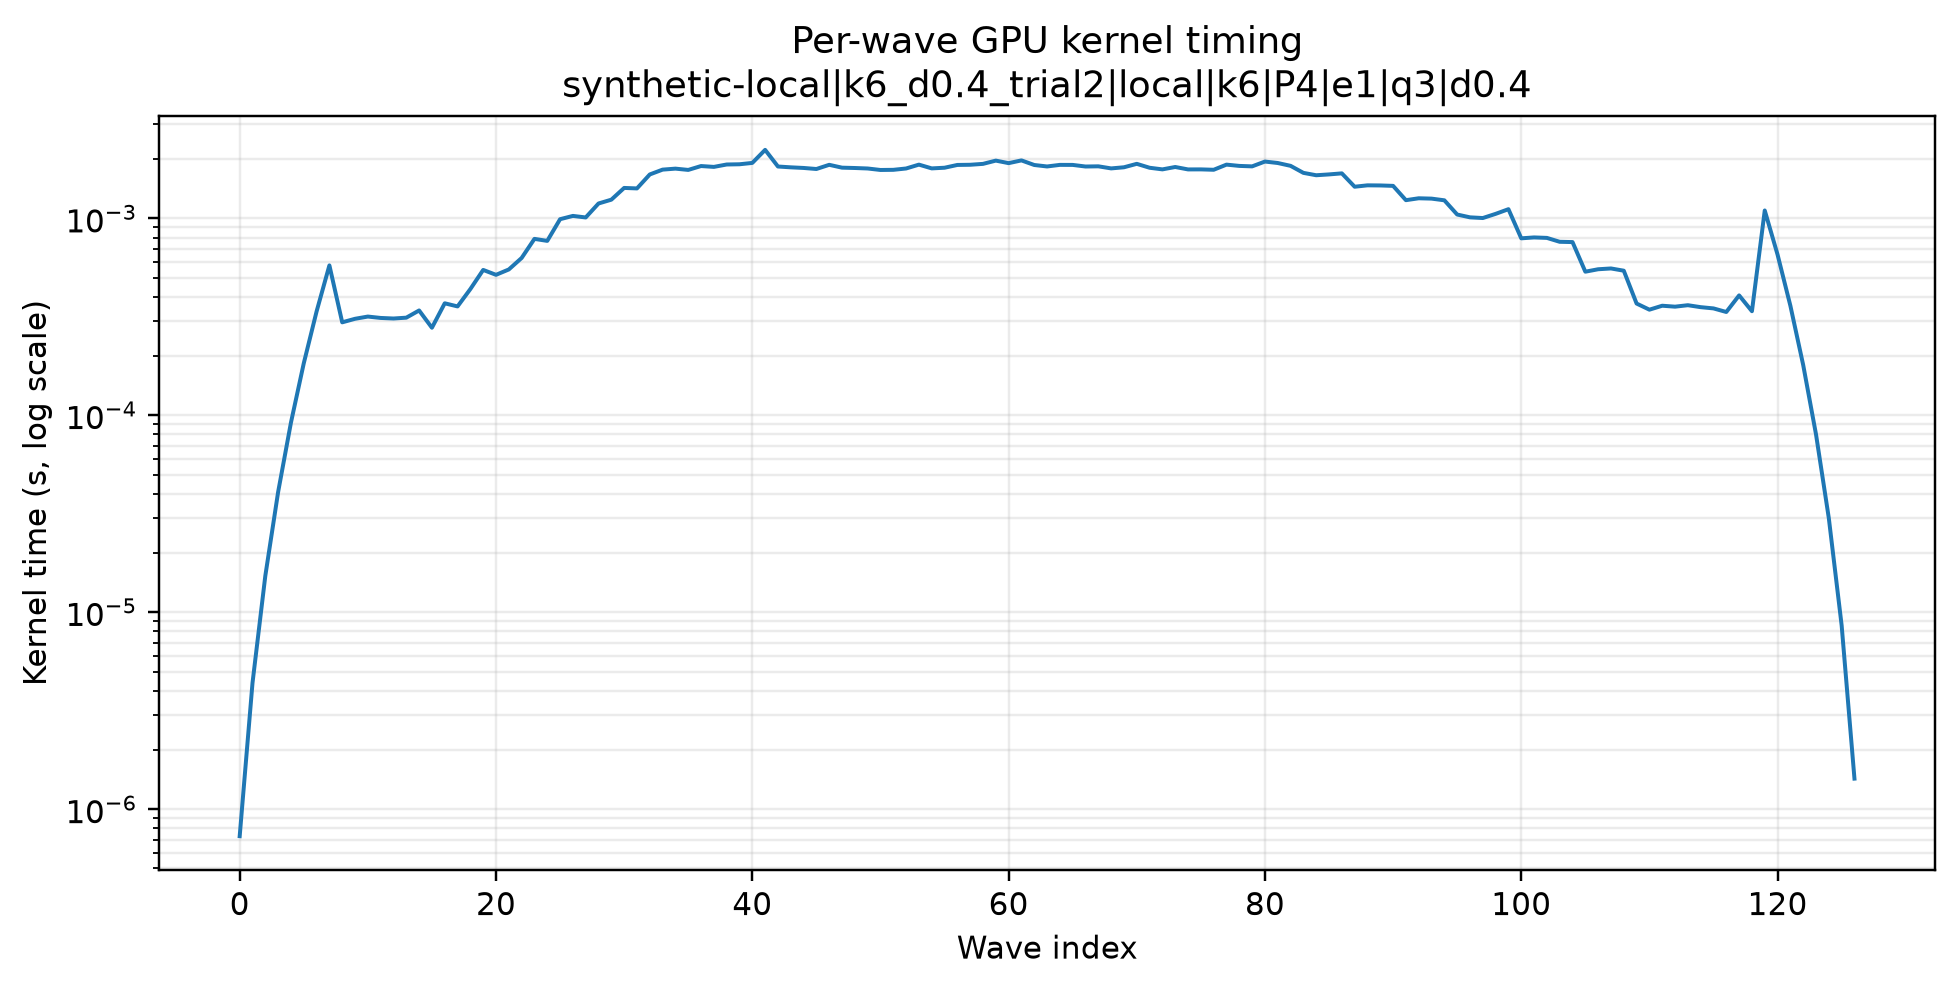 Per-wave GPU kernel timing
synthetic-local|k6_d0.4_trial2|local|k6|P4|e1|q3|d0.4
Kernel time (s, log scale)
10⁻³
10⁻⁴
10⁻⁵
10⁻⁶
0 20 40 60 80 100 120
Wave index